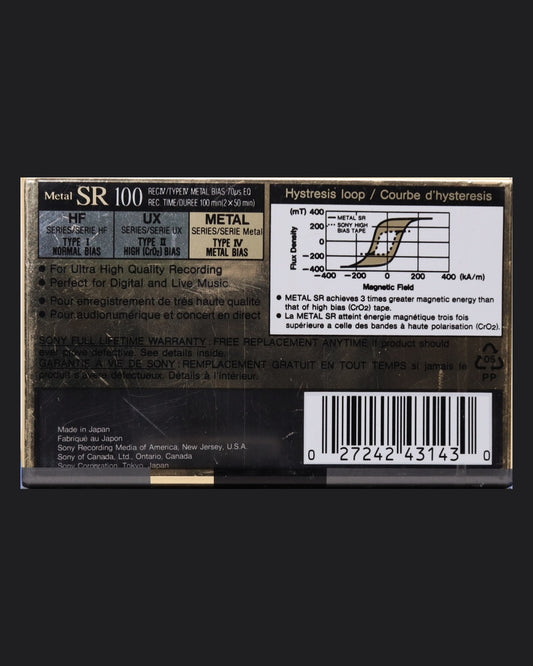 Metal SR 100 REC IV/TYPE IV METAL BIAS·70μs EQ
REC. TIME/DUREE 100 min(2×50 min)
HF
SERIES/SERIE HF
TYPE I
NORMAL BIAS
UX
SERIES/SERIE UX
TYPE II
HIGH (CrO₂) BIAS
METAL
SERIES/SERIE Metal
TYPE IV
METAL BIAS
● For Ultra High Quality Recording
● Perfect for Digital and Live Music
● Pour enregistrement de très haute qualité
● Pour audionumérique et concert en direct
Hystresis loop / Courbe d'hysteresis
(mT) 400
200
0
−200
−400
Flux Density
METAL SR
SONY HIGH
BIAS TAPE
−400 −200 0 200 400 (kA/m)
Magnetic Field
● METAL SR achieves 3 times greater magnetic energy than
that of high bias (CrO₂) tape.
● La METAL SR atteint énergie magnétique trois fois
supérieure a celle des bandes à haute polarisation (CrO₂).
SONY FULL LIFETIME WARRANTY: FREE REPLACEMENT ANYTIME if product should
ever prove defective. See details inside.
GARANTIE A VIE DE SONY: REMPLACEMENT GRATUIT EN TOUT TEMPS si jamais le
produit s'avère défectueux. Détails à l'intérieur.
05
PP
Made in Japan
Fabriqué au Japon
Sony Recording Media of America, New Jersey, U.S.A.
Sony of Canada, Ltd., Ontario, Canada
Sony Corporation, Tokyo, Japan
0 27242 43143 0